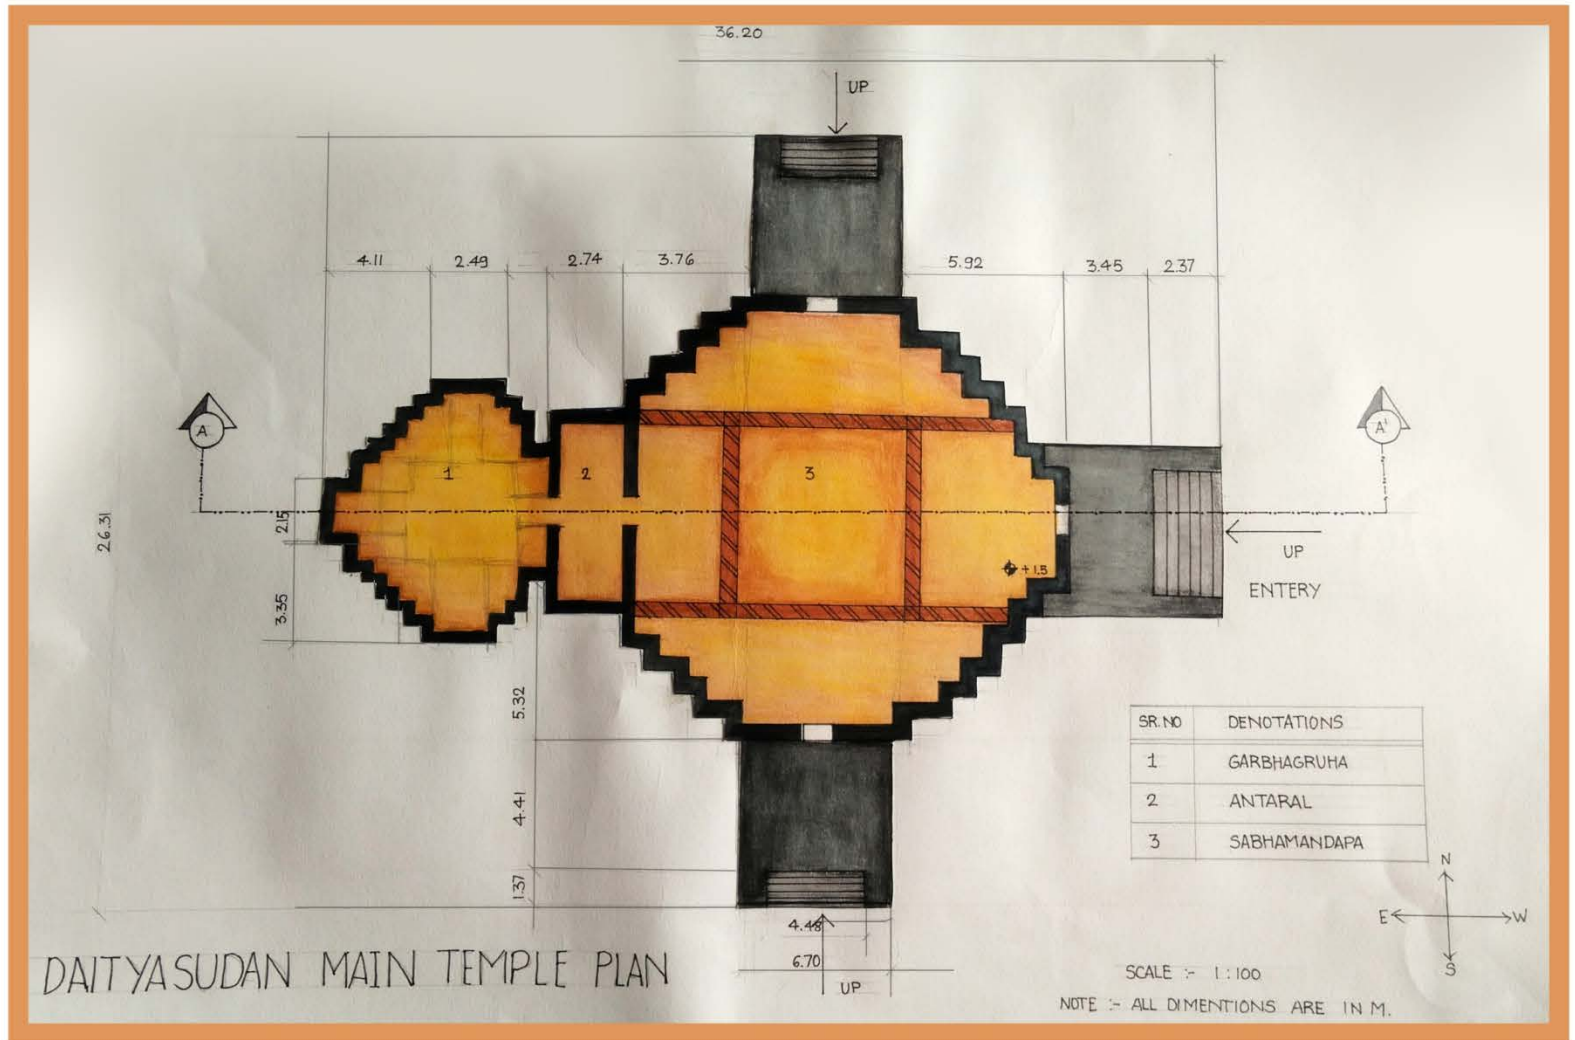 36.20
UP
4.11 2.49 2.74 3.76 5.92 3.45 2.37
A
A'
1 2 3
26.31
2.15
+1.5
UP
ENTERY
3.35
5.32
SR.NO DENOTATIONS
1 GARBHAGRUHA
2 ANTARAL
3 SABHAMANDAPA
4.41
1.37
N
E W
S
4.48
6.70
UP
DAITYASUDAN MAIN TEMPLE PLAN
SCALE :- 1:100
NOTE :- ALL DIMENTIONS ARE IN M.